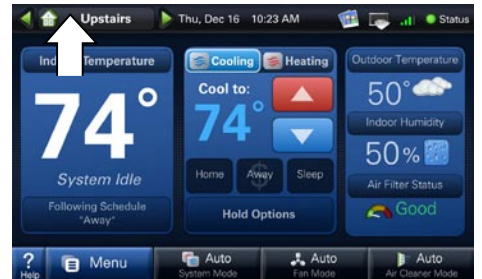 Upstairs
Thu, Dec 16 10:23 AM
Status
Indoor Temperature
74°
System Idle
Following Schedule
"Away"
Cooling
Heating
Cool to:
74°
Home
Away
Sleep
Hold Options
Outdoor Temperature
50°
Indoor Humidity
50%
Air Filter Status
Good
?
Help
Menu
Auto
System Mode
Auto
Fan Mode
Auto
Air Cleaner Mode